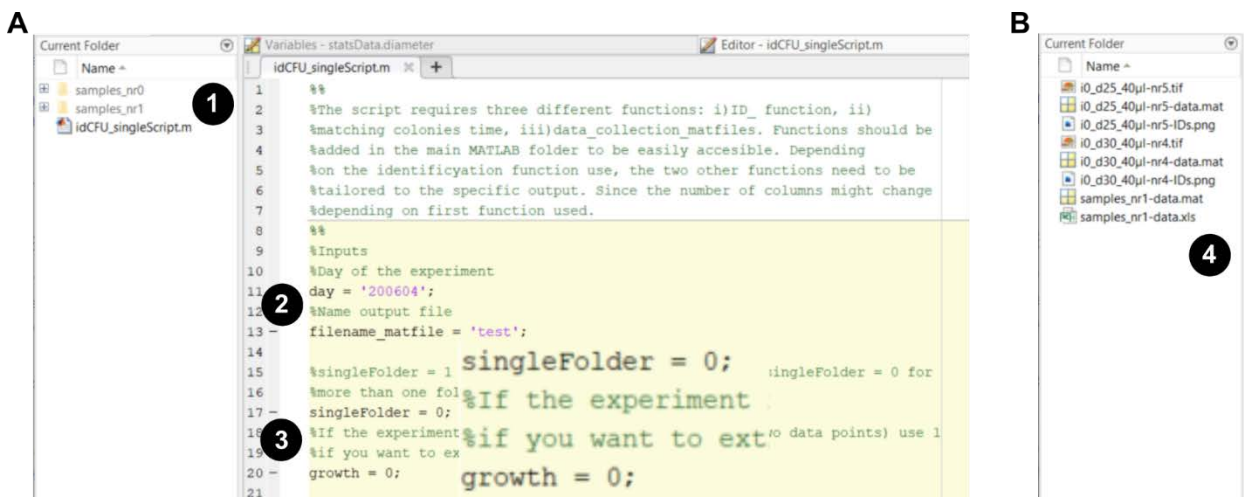 A
B
Current Folder
Name
samples_nr0
samples_nr1
idCFU_singleScript.m
1
Variables - statsData.diameter
Editor - idCFU_singleScript.m
idCFU_singleScript.m × +
1 %%
2 %The script requires three different functions: i)ID_ function, ii)
3 %matching colonies time, iii)data_collection_matfiles. Functions should be
4 %added in the main MATLAB folder to be easily accesible. Depending
5 %on the identificyation function use, the two other functions need to be
6 %tailored to the specific output. Since the number of columns might change
7 %depending on first function used.
8 %%
9 %Inputs
10 %Day of the experiment
11 day = '200604';
2
12 %Name output file
13 – filename_matfile = 'test';
14
15 %singleFolder = 1 singleFolder = 0 for
16 %more than one fol
17 – singleFolder = 0;
3
18 %If the experiment data points) use 1
19 %if you want to ex
20 – growth = 0;
21
singleFolder = 0;
%If the experiment
%if you want to ext
growth = 0;
Current Folder
Name
i0_d25_40µl-nr5.tif
i0_d25_40µl-nr5-data.mat
i0_d25_40µl-nr5-IDs.png
i0_d30_40µl-nr4.tif
i0_d30_40µl-nr4-data.mat
i0_d30_40µl-nr4-IDs.png
samples_nr1-data.mat
samples_nr1-data.xls
4